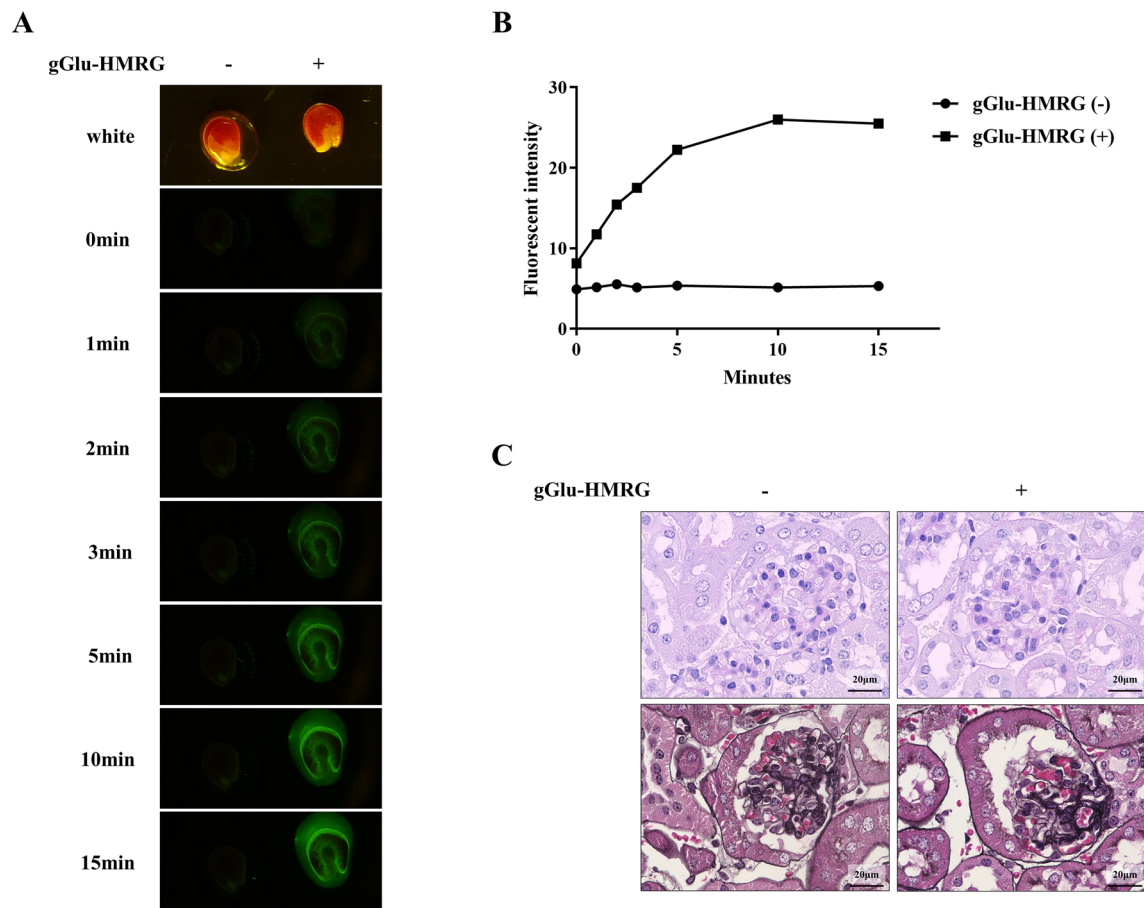 A
gGlu-HMRG - +
white
0min
1min
2min
3min
5min
10min
15min
B
30
20
10
0
Fluorescent intensity
0 5 10 15
Minutes
gGlu-HMRG (-)
gGlu-HMRG (+)
C
gGlu-HMRG - +
20μm
20μm
20μm
20μm